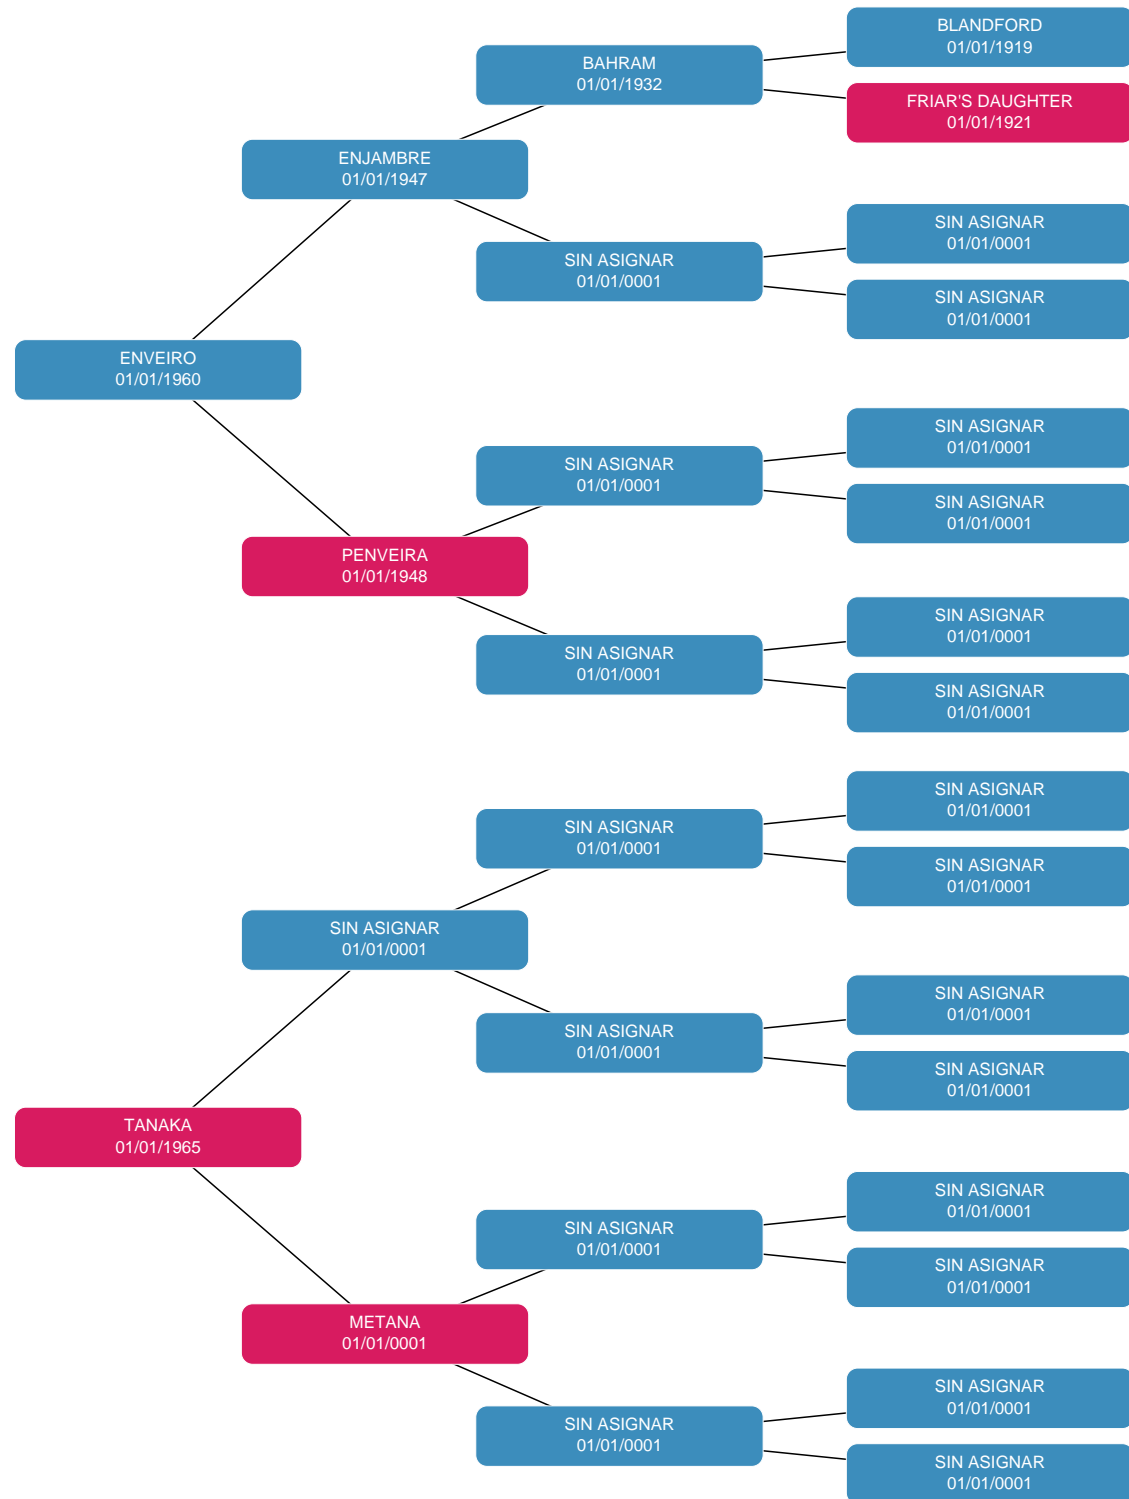 BLANDFORD
01/01/1919
BAHRAM
01/01/1932
FRIAR'S DAUGHTER
01/01/1921
ENJAMBRE
01/01/1947
SIN ASIGNAR
01/01/0001
SIN ASIGNAR
01/01/0001
SIN ASIGNAR
01/01/0001
ENVEIRO
01/01/1960
SIN ASIGNAR
01/01/0001
SIN ASIGNAR
01/01/0001
SIN ASIGNAR
01/01/0001
PENVEIRA
01/01/1948
SIN ASIGNAR
01/01/0001
SIN ASIGNAR
01/01/0001
SIN ASIGNAR
01/01/0001
SIN ASIGNAR
01/01/0001
SIN ASIGNAR
01/01/0001
SIN ASIGNAR
01/01/0001
SIN ASIGNAR
01/01/0001
SIN ASIGNAR
01/01/0001
SIN ASIGNAR
01/01/0001
SIN ASIGNAR
01/01/0001
TANAKA
01/01/1965
SIN ASIGNAR
01/01/0001
SIN ASIGNAR
01/01/0001
SIN ASIGNAR
01/01/0001
METANA
01/01/0001
SIN ASIGNAR
01/01/0001
SIN ASIGNAR
01/01/0001
SIN ASIGNAR
01/01/0001